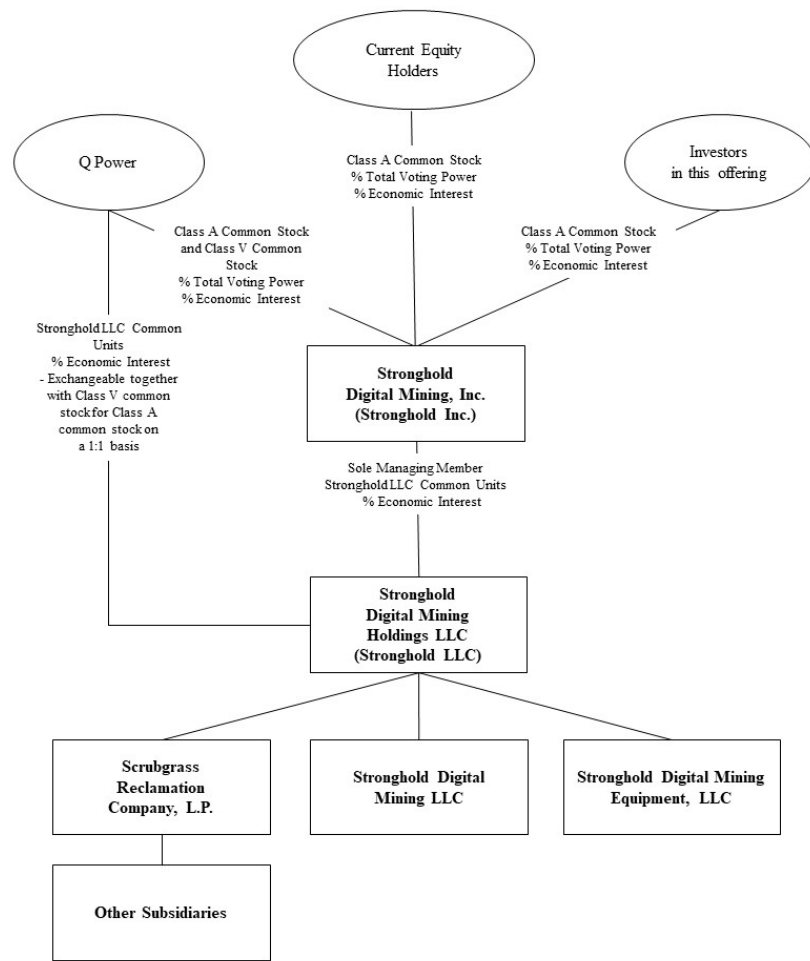 Current Equity
Holders
Q Power
Investors
in this offering
Class A Common Stock
% Total Voting Power
% Economic Interest
Class A Common Stock
and Class V Common
Stock
% Total Voting Power
% Economic Interest
Class A Common Stock
% Total Voting Power
% Economic Interest
Stronghold LLC Common
Units
% Economic Interest
- Exchangeable together
with Class V common
stock for Class A
common stock on
a 1:1 basis
Stronghold
Digital Mining, Inc.
(Stronghold Inc.)
Sole Managing Member
Stronghold LLC Common Units
% Economic Interest
Stronghold
Digital Mining
Holdings LLC
(Stronghold LLC)
Scrubgrass
Reclamation
Company, L.P.
Stronghold Digital
Mining LLC
Stronghold Digital Mining
Equipment, LLC
Other Subsidiaries